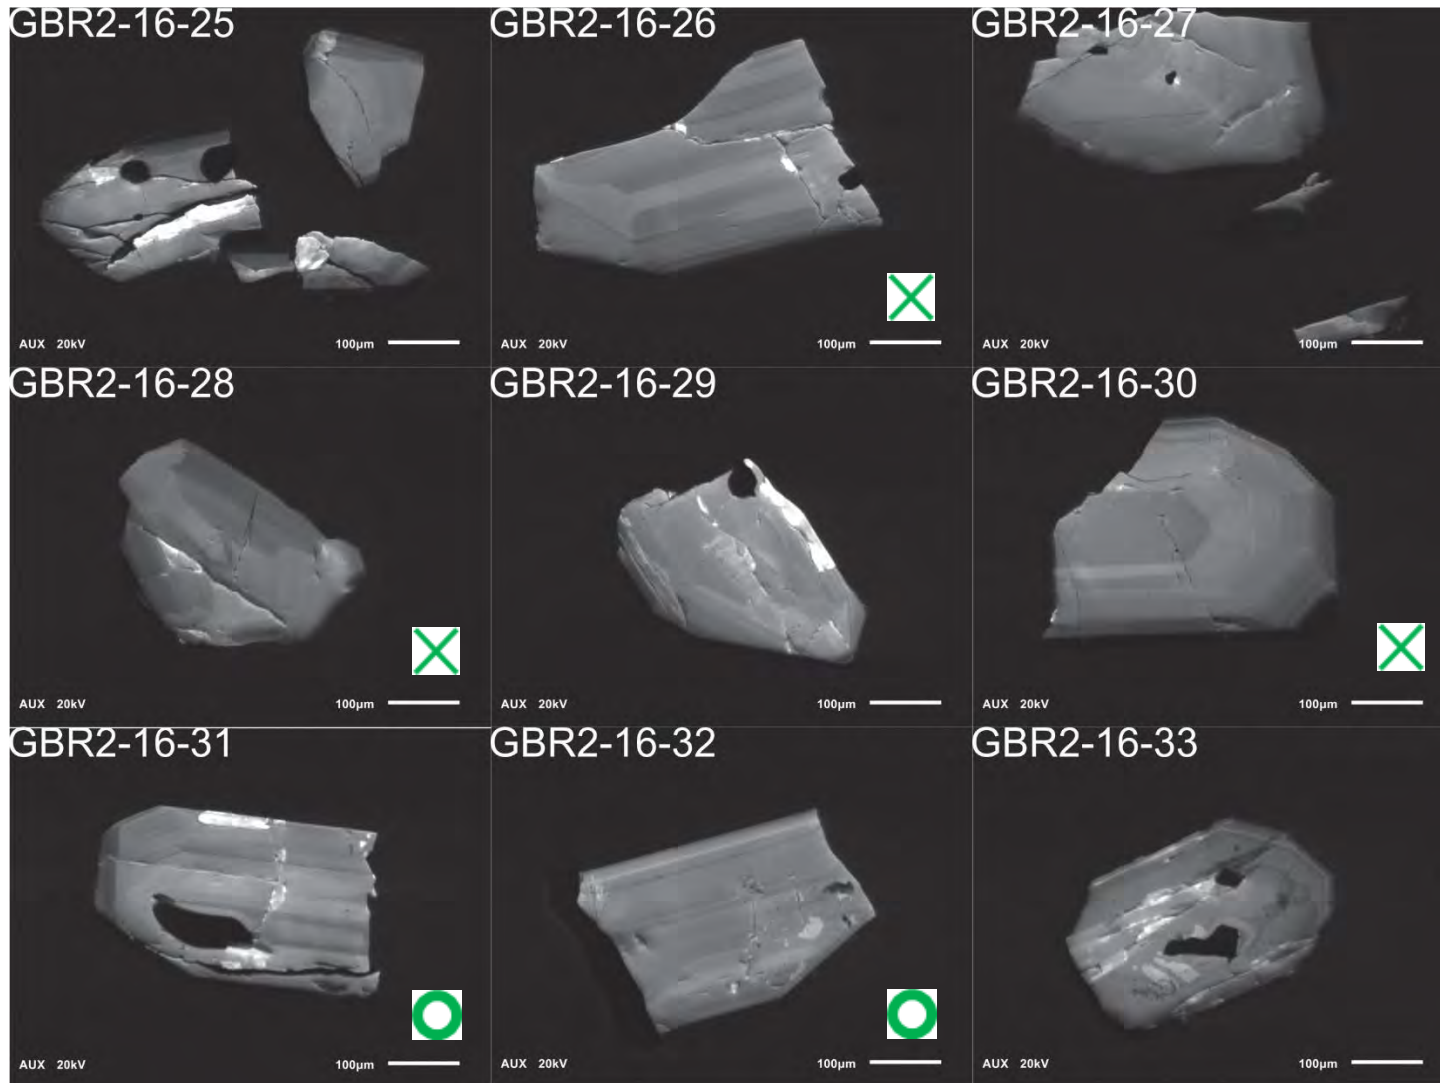 GBR2-16-25
GBR2-16-26
GBR2-16-27
AUX 20kV 100µm
AUX 20kV 100µm
AUX 20kV 100µm
GBR2-16-28
GBR2-16-29
GBR2-16-30
AUX 20kV 100µm
AUX 20kV 100µm
AUX 20kV 100µm
GBR2-16-31
GBR2-16-32
GBR2-16-33
AUX 20kV 100µm
AUX 20kV 100µm
AUX 20kV 100µm